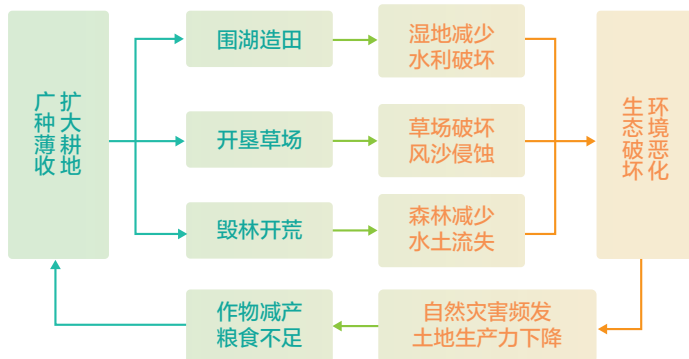 扩大耕地
广种薄收
围湖造田
湿地减少
水利破坏
开垦草场
草场破坏
风沙侵蚀
毁林开荒
森林减少
水土流失
环境恶化
生态破坏
自然灾害频发
土地生产力下降
作物减产
粮食不足